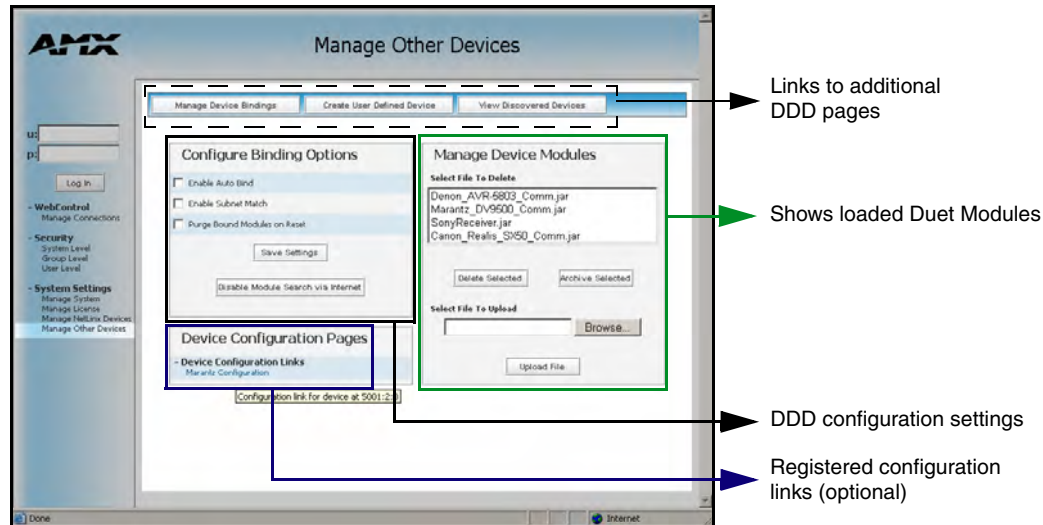 AMX
Manage Other Devices
Manage Device Bindings
Create User Defined Device
View Discovered Devices
Links to additional
DDD pages
u:
p:
Log In
- WebControl
Manage Connections
- Security
System Level
Group Level
User Level
- System Settings
Manage System
Manage License
Manage NetLinx Devices
Manage Other Devices
Configure Binding Options
Enable Auto Bind
Enable Subnet Match
Purge Bound Modules on Reset
Save Settings
Disable Module Search via Internet
Manage Device Modules
Select File To Delete
Denon_AVR-5803_Comm.jar
Marantz_DV9500_Comm.jar
SonyReceiver.jar
Canon_Realis_SX50_Comm.jar
Delete Selected
Archive Selected
Select File To Upload
Browse...
Upload File
Shows loaded Duet Modules
Device Configuration Pages
- Device Configuration Links
Marantz Configuration
Configuration link for device at 5001:2:0
DDD configuration settings
Registered configuration
links (optional)
Done
Internet